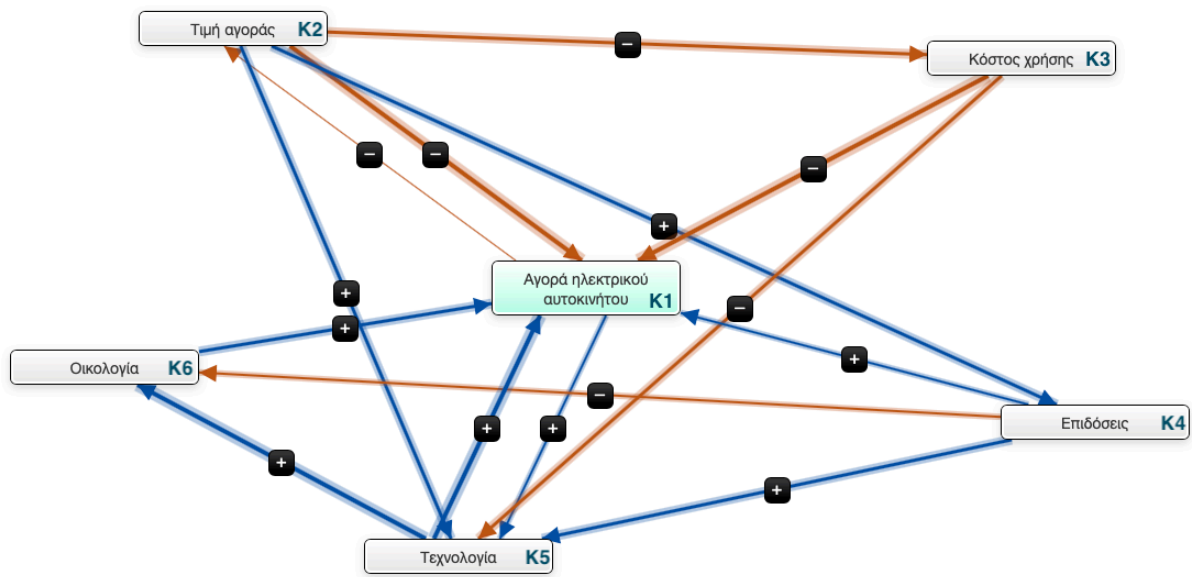 Τιμή αγοράς K2
Κόστος χρήσης K3
−
−
−
−
+
Αγορά ηλεκτρικού
αυτοκινήτου K1
+
−
+
Οικολογία K6
+
−
Επιδόσεις K4
+
+
+
+
Τεχνολογία K5